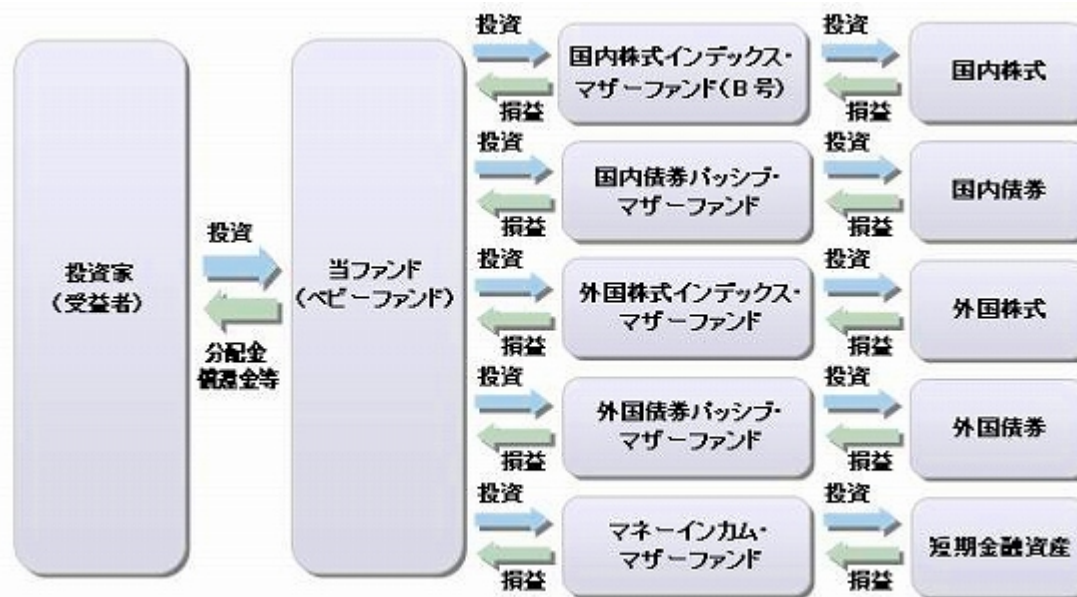 投資家
(受益者)
投資
分配金
償還金等
当ファンド
(ベビーファンド)
投資
損益
国内株式インデックス・
マザーファンド(B号)
投資
損益
国内株式
投資
損益
国内債券パッシブ・
マザーファンド
投資
損益
国内債券
投資
損益
外国株式インデックス・
マザーファンド
投資
損益
外国株式
投資
損益
外国債券パッシブ・
マザーファンド
投資
損益
外国債券
投資
損益
マネーインカム・
マザーファンド
投資
損益
短期金融資産